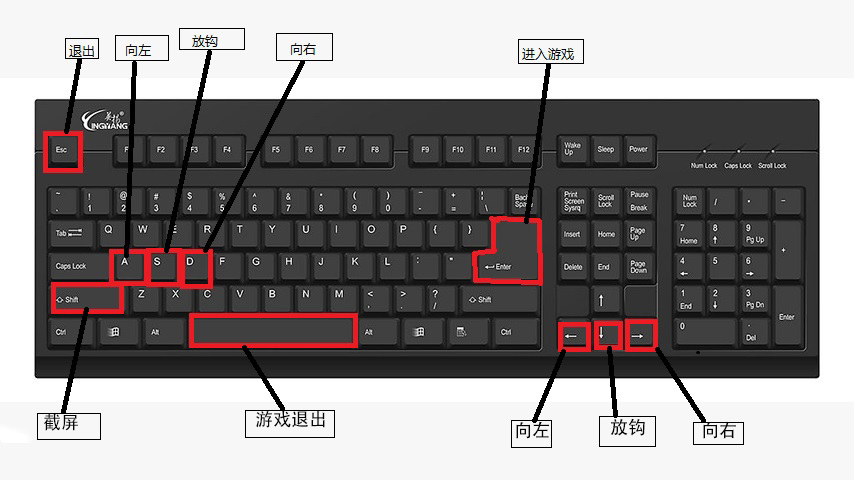 退出 向左 放钩 向右 进入游戏
英扬®
INGWANG
Esc F2 F3 F4 F5 F6 F7 F8 F9 F10 F11 F12 Wake Up Sleep Power
Num Lock Caps Lock Scroll Lock
~ ! @ # $ % ^ & * ( ) - + ¦ Back Space Print Screen Sysrq Scroll Lock Pause Break Num Lock / * -
1 2 3 4 5 6 7 8 9 0 - = \
Tab Q W E R T Y U I O P { } Insert Home Page Up 7 Home 8 ↑ 9 Pg Up +
Caps Lock A S D F G H J K L : " ← Enter Delete End Page Down 4 ← 5 6 →
Shift Z X C V B N M < , > . ? / Shift ↑ 1 End 2 ↓ 3 Pg Dn Enter
Ctrl Alt Alt Ctrl ← ↓ → 0 . Del
截屏 游戏退出 向左 放钩 向右